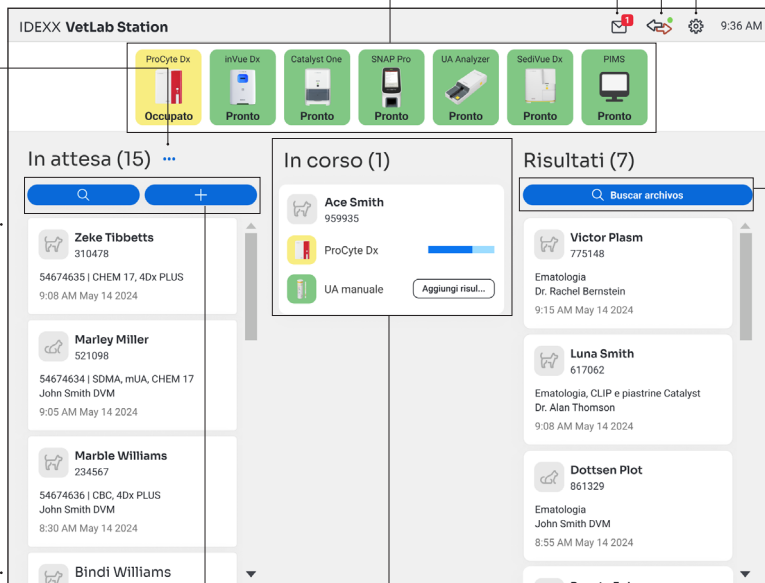 IDEXX VetLab Station
1
9:36 AM
ProCyte Dx
Occupato
inVue Dx
Pronto
Catalyst One
Pronto
SNAP Pro
Pronto
UA Analyzer
Pronto
SediVue Dx
Pronto
PIMS
Pronto
In attesa (15) •••
Zeke Tibbetts
310478
54674635 | CHEM 17, 4Dx PLUS
9:08 AM May 14 2024
Marley Miller
521098
54674634 | SDMA, mUA, CHEM 17
John Smith DVM
9:05 AM May 14 2024
Marble Williams
234567
54674636 | CBC, 4Dx PLUS
John Smith DVM
8:30 AM May 14 2024
Bindi Williams
In corso (1)
Ace Smith
959935
ProCyte Dx
UA manuale
Aggiungi risul...
Risultati (7)
Buscar archivos
Victor Plasm
775148
Ematologia
Dr. Rachel Bernstein
9:15 AM May 14 2024
Luna Smith
617062
Ematologia, CLIP e piastrine Catalyst
Dr. Alan Thomson
9:08 AM May 14 2024
Dottsen Plot
861329
Ematologia
John Smith DVM
8:55 AM May 14 2024